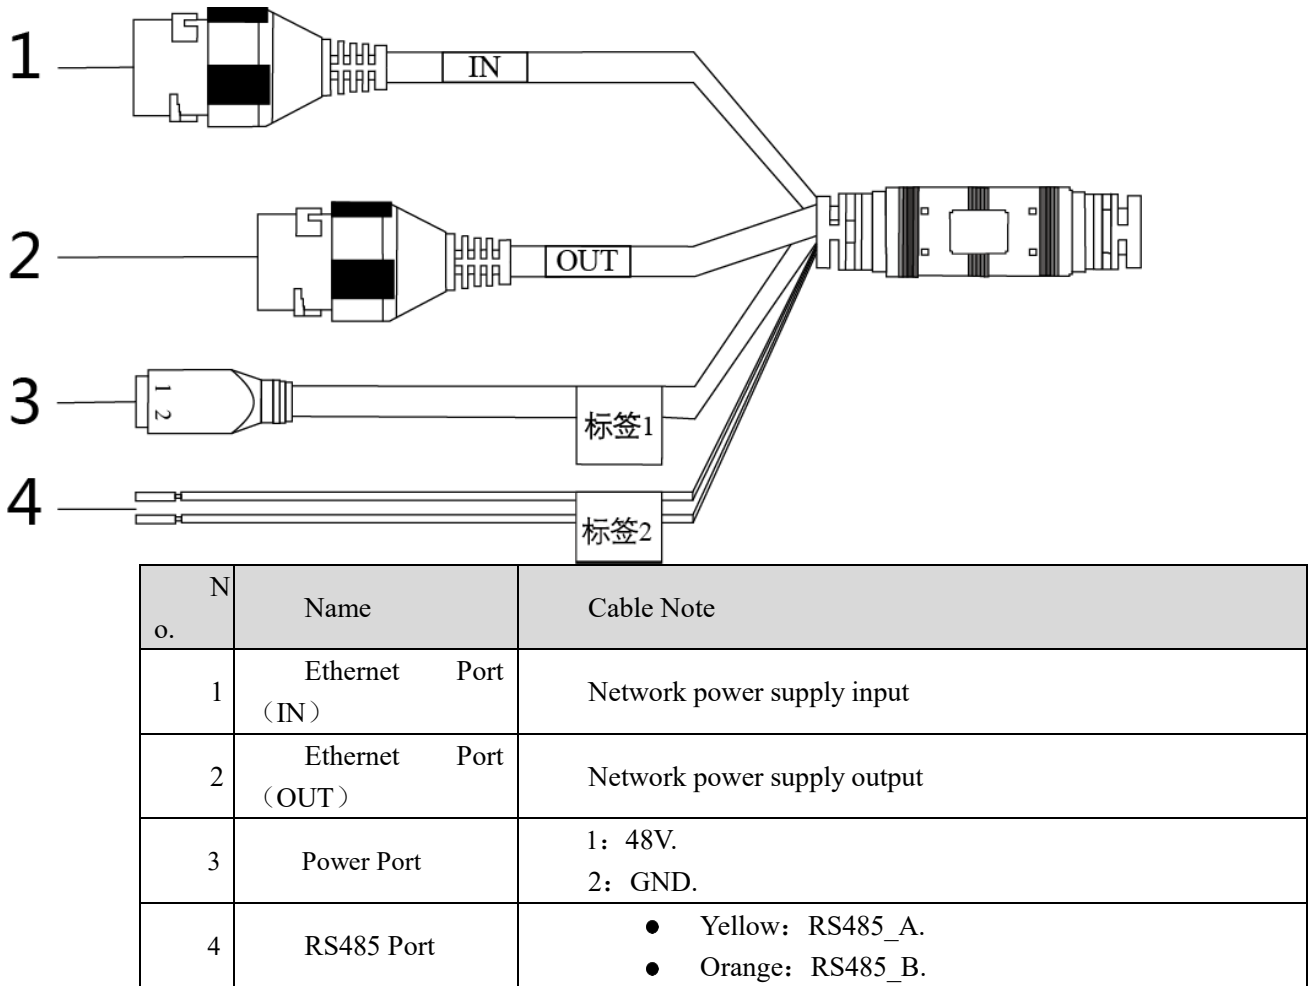 1
IN
2
OUT
3
1
2
标签1
4
标签2
No.
Name
Cable Note
1
Ethernet Port
（IN）
Network power supply input
2
Ethernet Port
（OUT）
Network power supply output
3
Power Port
1：48V.
2：GND.
4
RS485 Port
● Yellow：RS485_A.
● Orange：RS485_B.